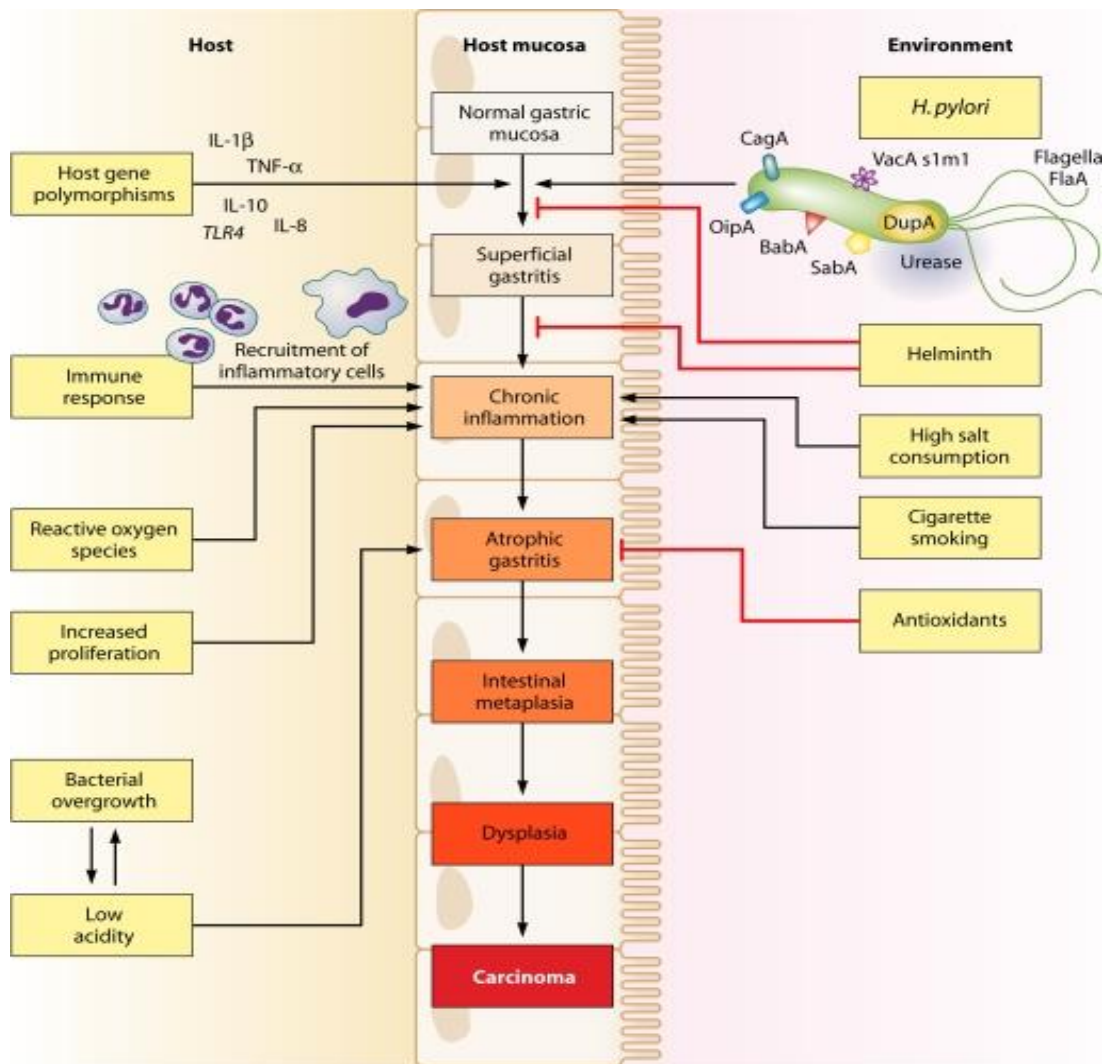 Host
Host mucosa
Environment
Normal gastric
mucosa
H. pylori
CagA
VacA s1m1
Flagella
FlaA
IL-1β
TNF-α
Host gene
polymorphisms
IL-10
TLR4
IL-8
OipA
BabA
SabA
DupA
Urease
Superficial
gastritis
Recruitment of
inflammatory cells
Immune
response
Helminth
Chronic
inflammation
High salt
consumption
Reactive oxygen
species
Atrophic
gastritis
Cigarette
smoking
Increased
proliferation
Antioxidants
Intestinal
metaplasia
Bacterial
overgrowth
Dysplasia
Low
acidity
Carcinoma